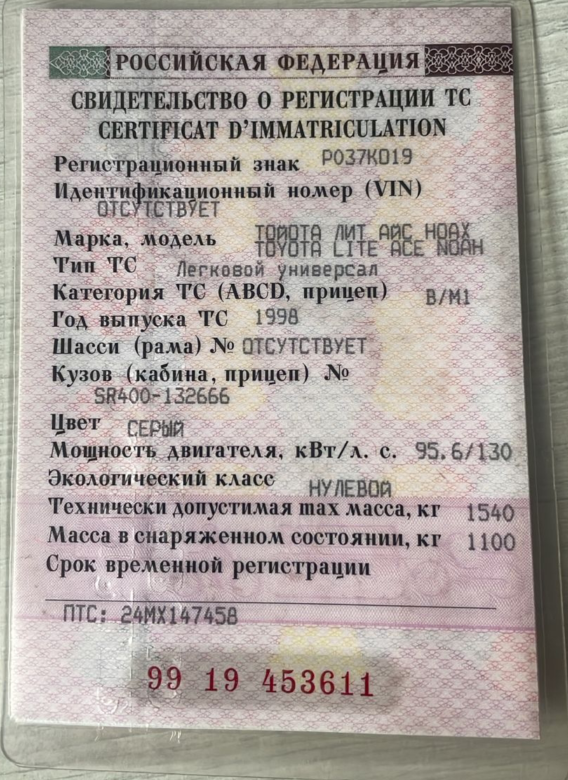 РОССИЙСКАЯ ФЕДЕРАЦИЯ
СВИДЕТЕЛЬСТВО О РЕГИСТРАЦИИ ТС
CERTIFICAT D'IMMATRICULATION
Регистрационный знак Р037КО19
Идентификационный номер (VIN)
ОТСУТСТВУЕТ
Марка, модель ТОЙОТА ЛИТ АЙС НОАХ
TOYOTA LITE ACE NOAH
Тип ТС Легковой универсал
Категория ТС (ABCD, прицеп) B/M1
Год выпуска ТС 1998
Шасси (рама) № ОТСУТСТВУЕТ
Кузов (кабина, прицеп) №
SR400-132666
Цвет СЕРЫЙ
Мощность двигателя, кВт/л. с. 95.6/130
Экологический класс НУЛЕВОЙ
Технически допустимая max масса, кг 1540
Масса в снаряженном состоянии, кг 1100
Срок временной регистрации
ПТС: 24МХ147458
99 19 453611